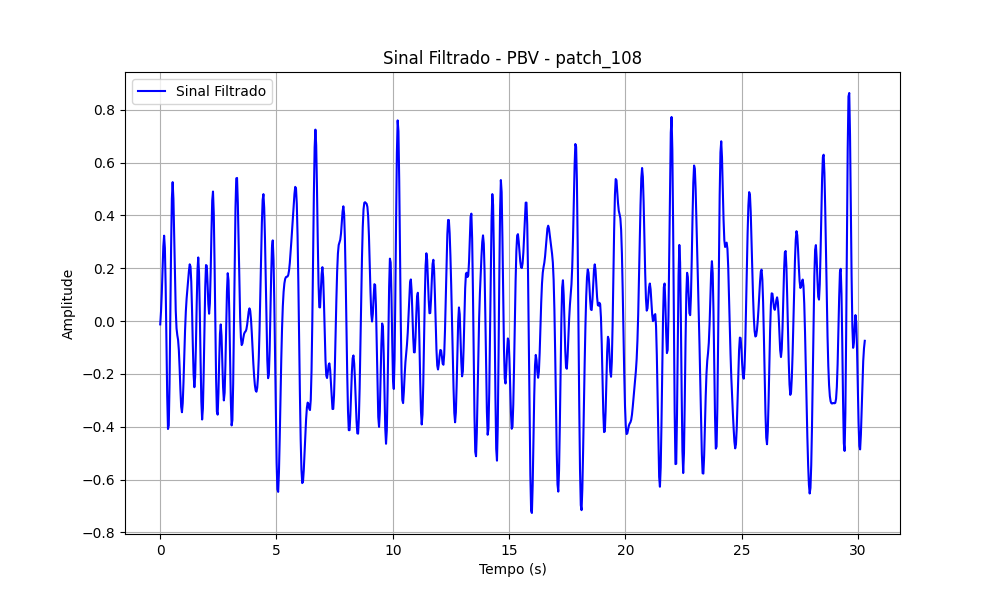 Sinal Filtrado - PBV - patch_108
Sinal Filtrado
Amplitude
0.8
0.6
0.4
0.2
0.0
−0.2
−0.4
−0.6
−0.8
0 5 10 15 20 25 30
Tempo (s)